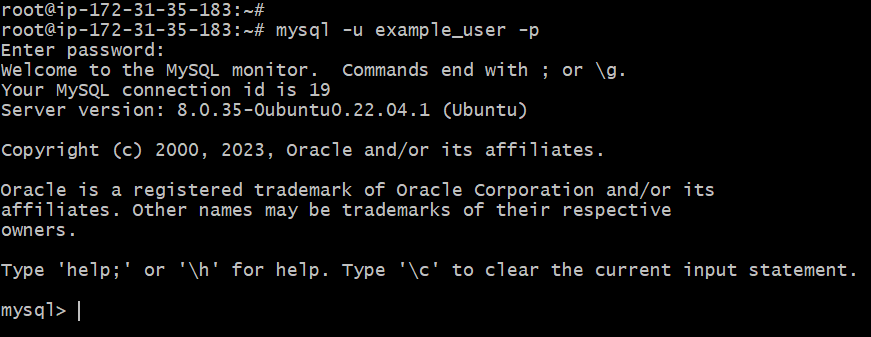 root@ip-172-31-35-183:~#
root@ip-172-31-35-183:~# mysql -u example_user -p
Enter password:
Welcome to the MySQL monitor.  Commands end with ; or \g.
Your MySQL connection id is 19
Server version: 8.0.35-0ubuntu0.22.04.1 (Ubuntu)

Copyright (c) 2000, 2023, Oracle and/or its affiliates.

Oracle is a registered trademark of Oracle Corporation and/or its
affiliates. Other names may be trademarks of their respective
owners.

Type 'help;' or '\h' for help. Type '\c' to clear the current input statement.

mysql>